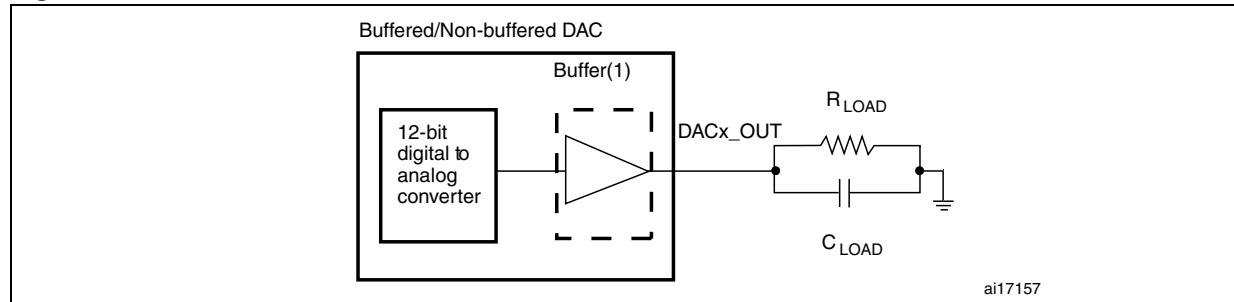 Buffered/Non-buffered DAC
Buffer(1)
12-bit
digital to
analog
converter
DACx_OUT
R LOAD
C LOAD
ai17157